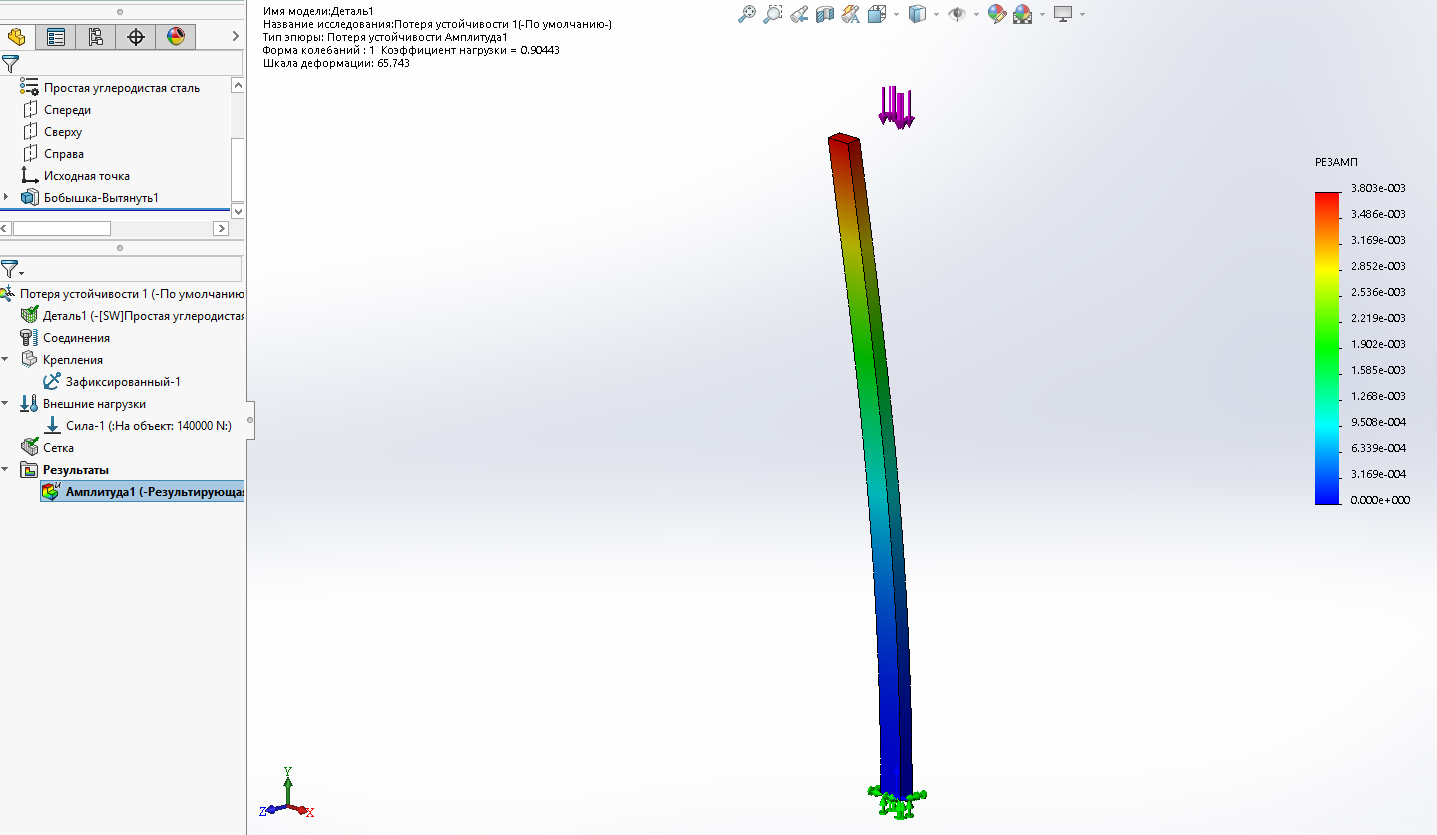 Имя модели:Деталь1
Название исследования:Потеря устойчивости 1(-По умолчанию-)
Тип эпюры: Потеря устойчивости Амплитуда1
Форма колебаний : 1 Коэффициент нагрузки = 0.90443
Шкала деформации: 65.743
Простая углеродистая сталь
Спереди
Сверху
Справа
Исходная точка
Бобышка-Вытянуть1
Потеря устойчивости 1 (-По умолчанию
Деталь1 (-[SW]Простая углеродистая
Соединения
Крепления
Зафиксированный-1
Внешние нагрузки
Сила-1 (:На объект: 140000 N:)
Сетка
Результаты
Амплитуда1 (-Результирующая
РЕЗАМП
3.803e-003
3.486e-003
3.169e-003
2.852e-003
2.536e-003
2.219e-003
1.902e-003
1.585e-003
1.268e-003
9.508e-004
6.339e-004
3.169e-004
0.000e+000
Y
Z
X